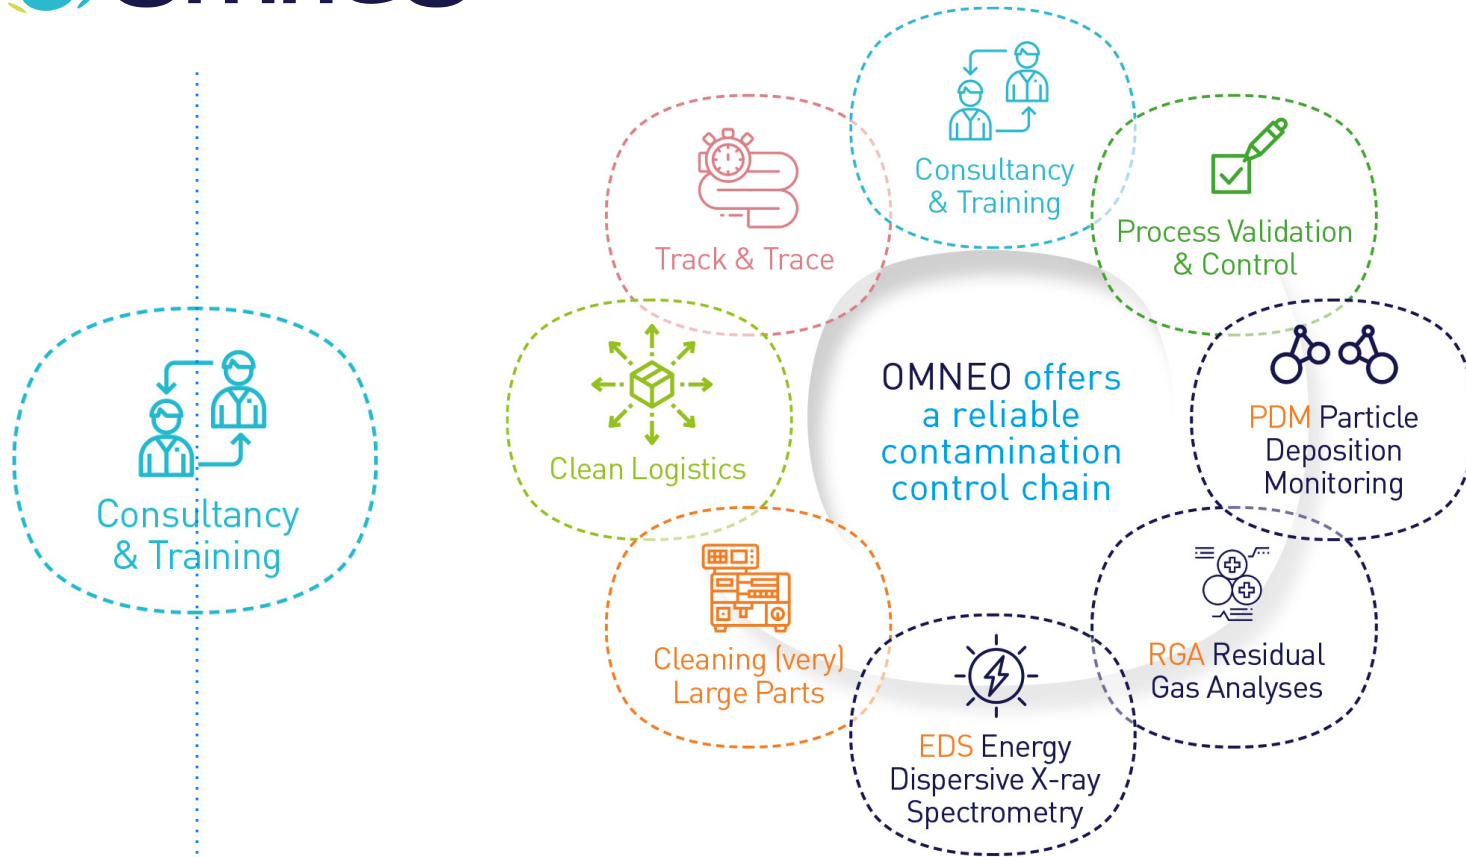 Omneo
Consultancy
& Training
Consultancy
& Training
Process Validation
& Control
PDM Particle
Deposition
Monitoring
RGA Residual
Gas Analyses
EDS Energy
Dispersive X-ray
Spectrometry
Cleaning (very)
Large Parts
Clean Logistics
Track & Trace
OMNEO offers
a reliable
contamination
control chain